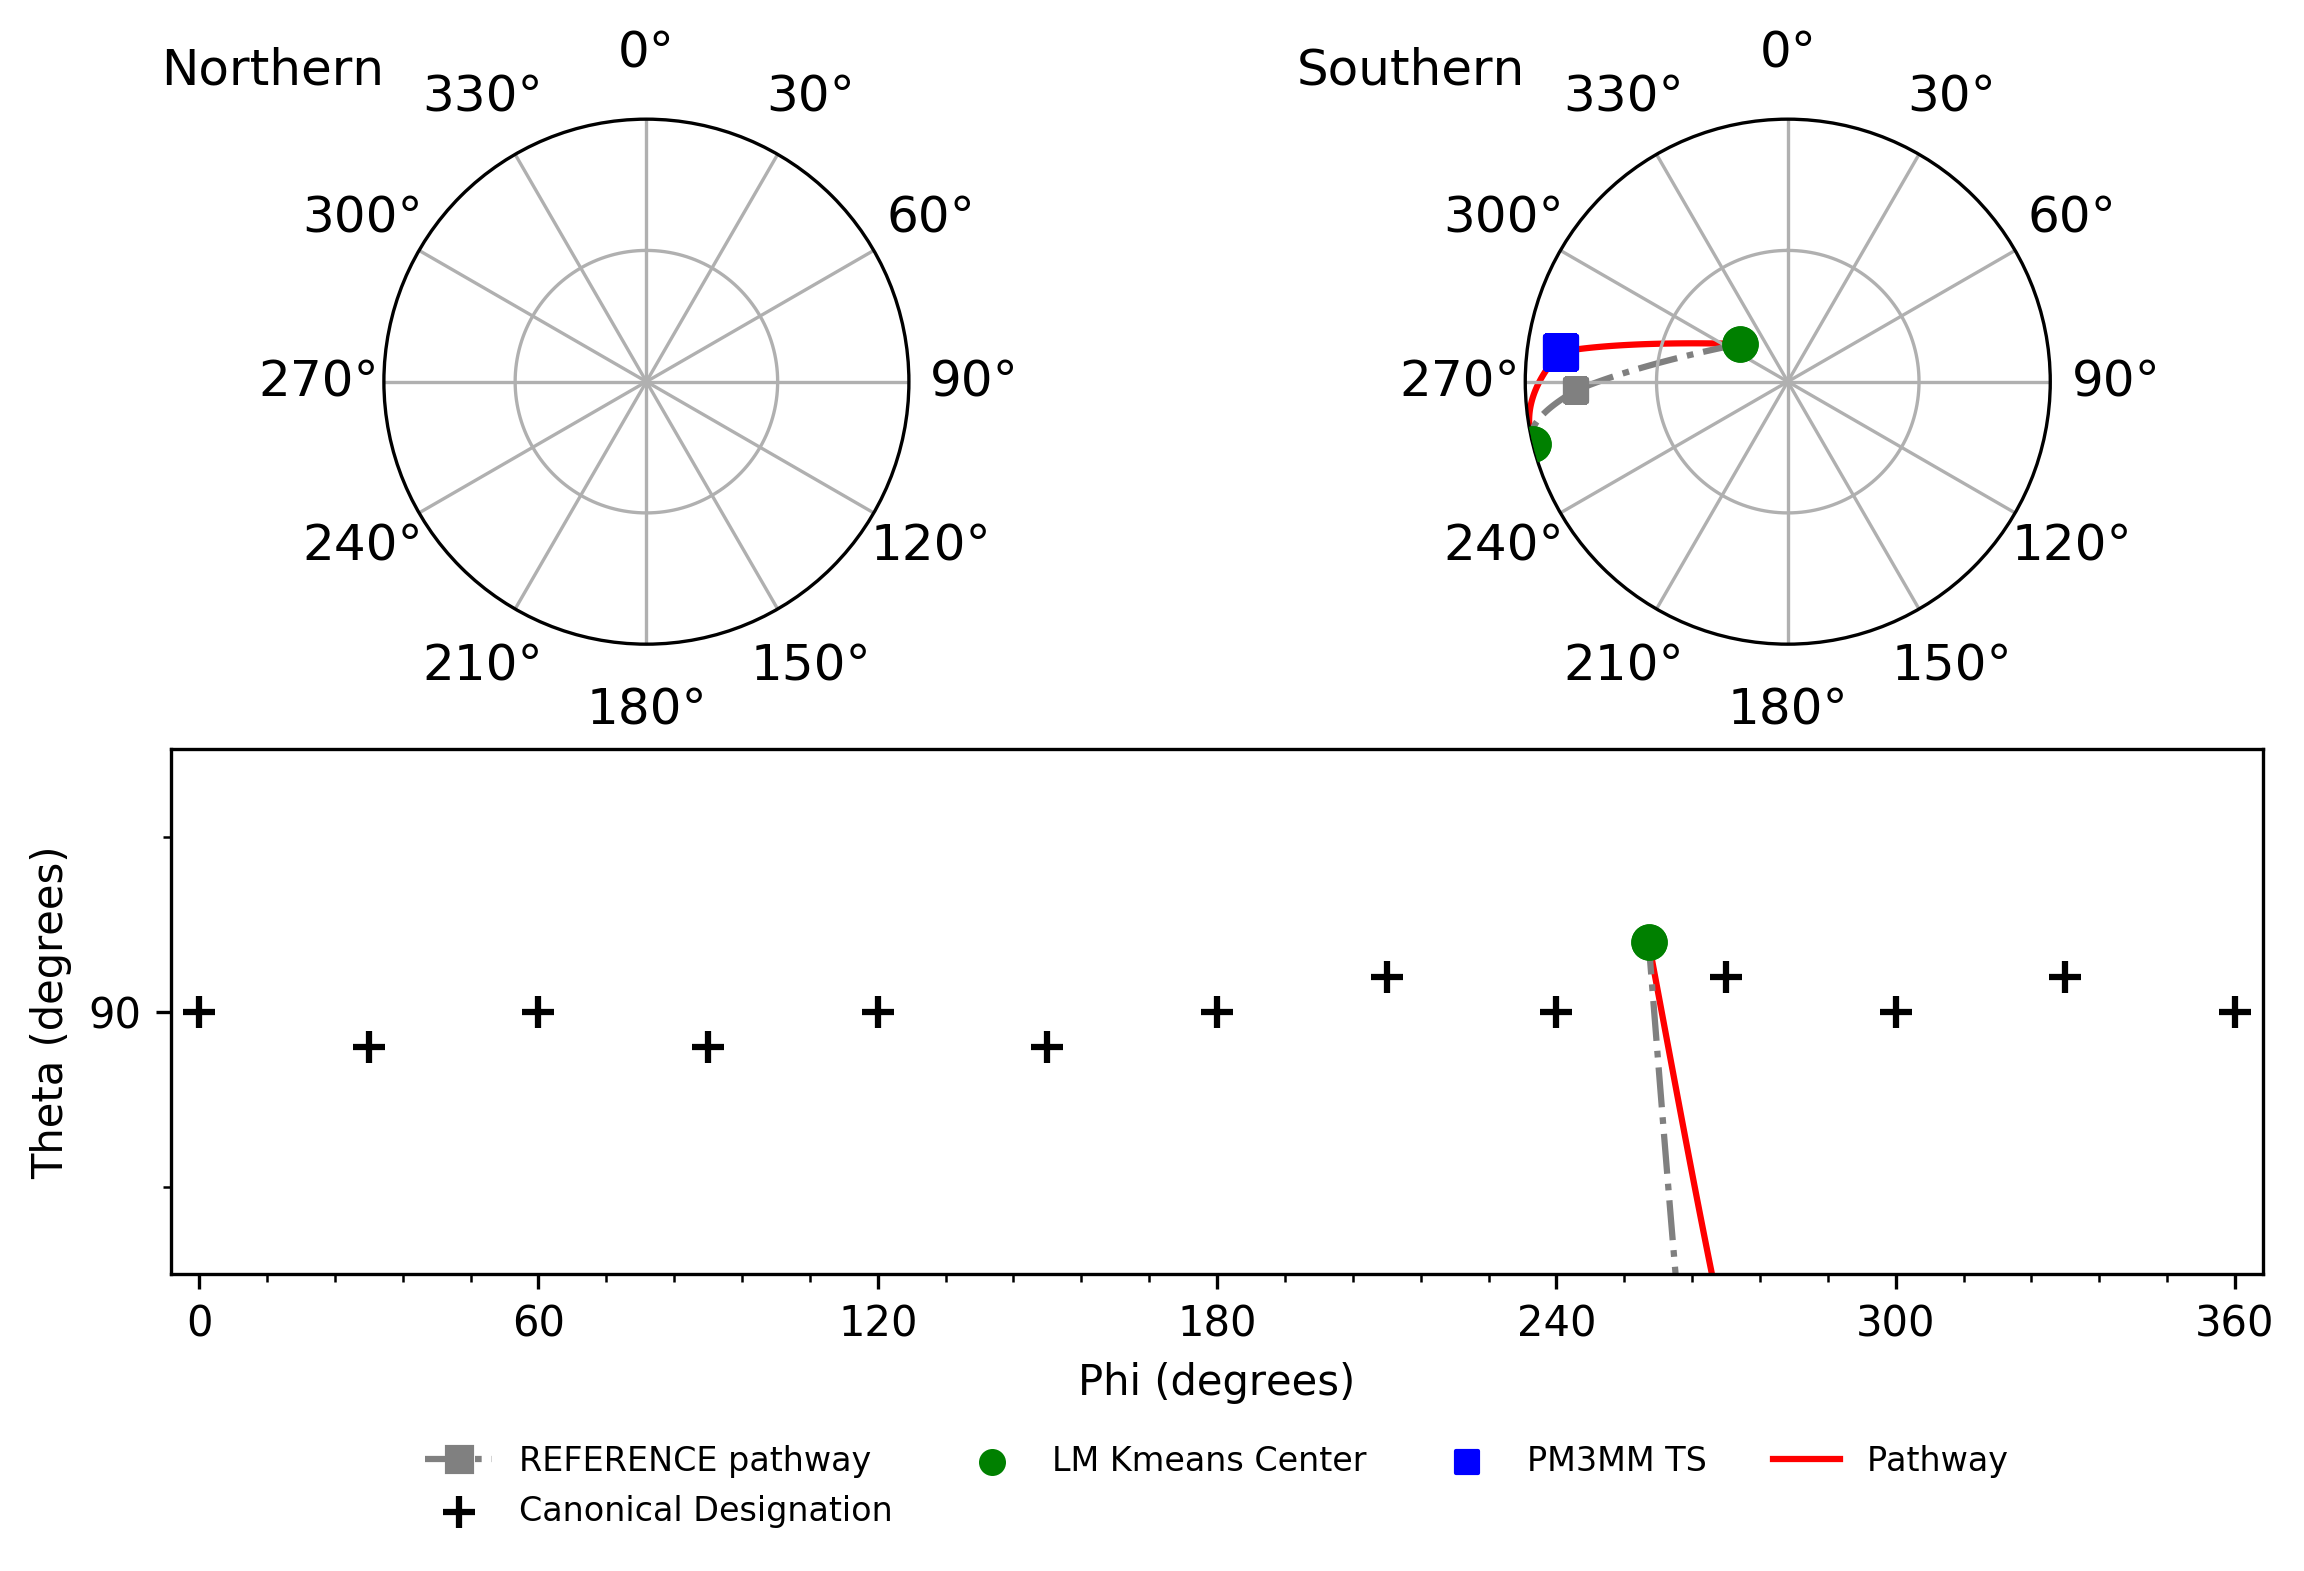 Northern
0°
330°
30°
300°
60°
270°
90°
240°
120°
210°
150°
180°
Southern
0°
330°
30°
300°
60°
270°
90°
240°
120°
210°
150°
180°
Theta (degrees)
90
0 60 120 180 240 300 360
Phi (degrees)
REFERENCE pathway
Canonical Designation
LM Kmeans Center
PM3MM TS
Pathway